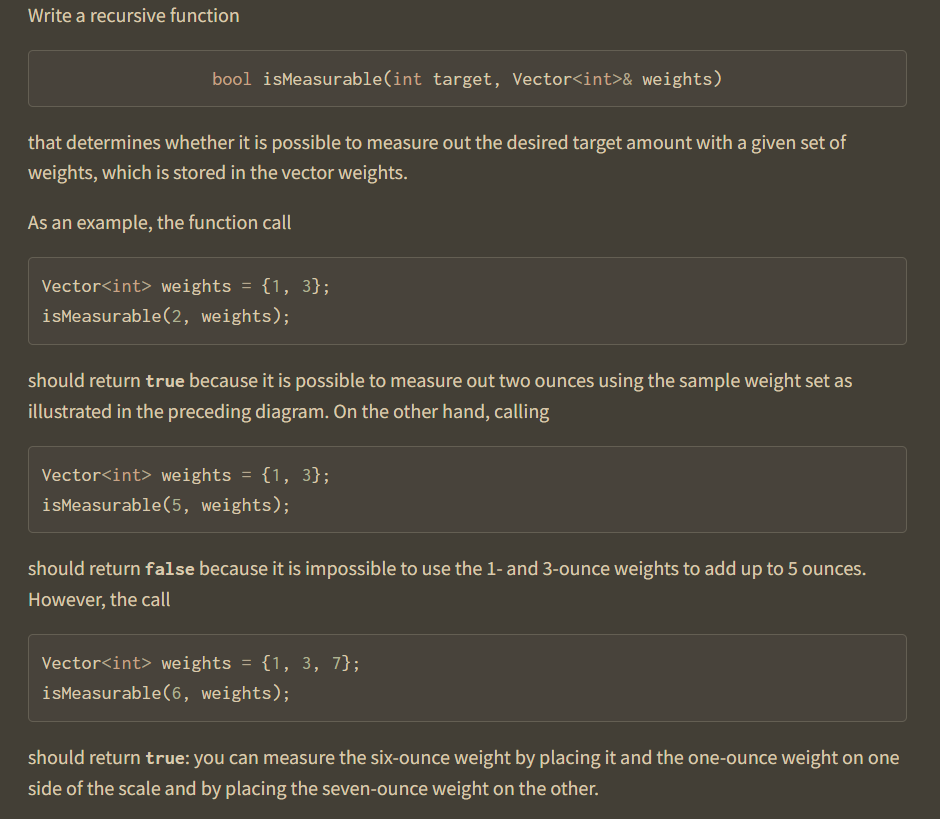 Write a recursive function
bool isMeasurable(int target, Vector<int>& weights)
that determines whether it is possible to measure out the desired target amount with a given set of
weights, which is stored in the vector weights.
As an example, the function call
Vector<int> weights = {1, 3};
isMeasurable(2, weights);
should return true because it is possible to measure out two ounces using the sample weight set as
illustrated in the preceding diagram. On the other hand, calling
Vector<int> weights = {1, 3};
isMeasurable(5, weights);
should return false because it is impossible to use the 1- and 3-ounce weights to add up to 5 ounces.
However, the call
Vector<int> weights = {1, 3, 7};
isMeasurable(6, weights);
should return true: you can measure the six-ounce weight by placing it and the one-ounce weight on one
side of the scale and by placing the seven-ounce weight on the other.